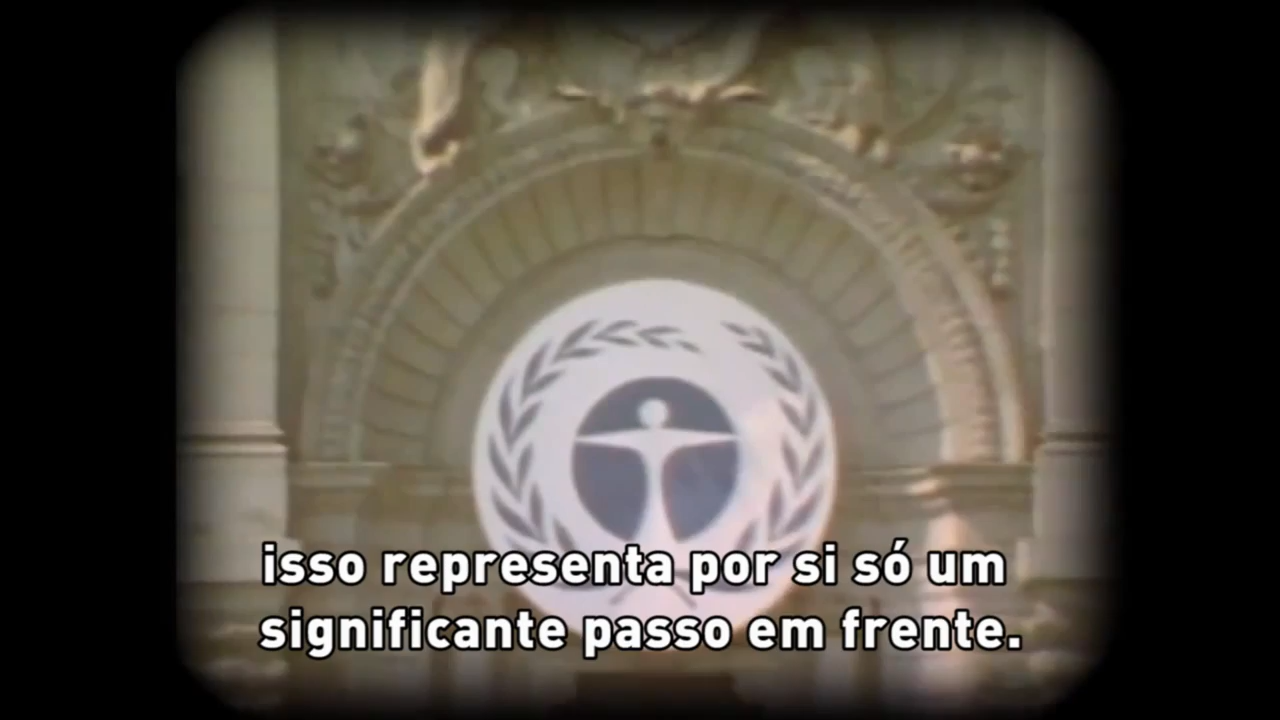 isso representa por si só um
significante passo em frente.